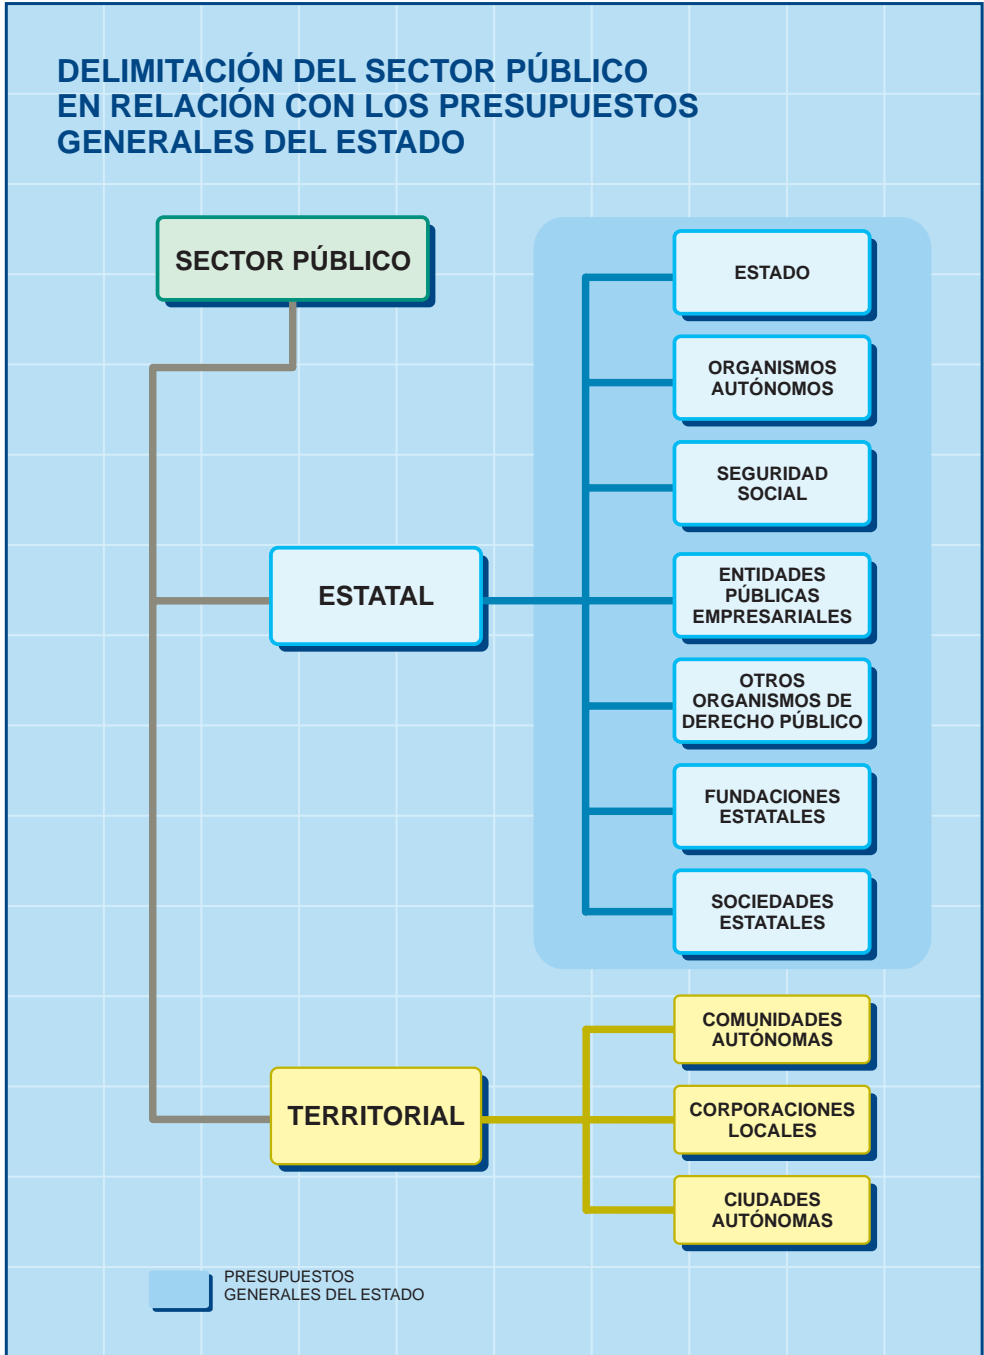 DELIMITACIÓN DEL SECTOR PÚBLICO
EN RELACIÓN CON LOS PRESUPUESTOS
GENERALES DEL ESTADO
SECTOR PÚBLICO
ESTATAL
ESTADO
ORGANISMOS
AUTÓNOMOS
SEGURIDAD
SOCIAL
ENTIDADES
PÚBLICAS
EMPRESARIALES
OTROS
ORGANISMOS DE
DERECHO PÚBLICO
FUNDACIONES
ESTATALES
SOCIEDADES
ESTATALES
TERRITORIAL
COMUNIDADES
AUTÓNOMAS
CORPORACIONES
LOCALES
CIUDADES
AUTÓNOMAS
PRESUPUESTOS
GENERALES DEL ESTADO